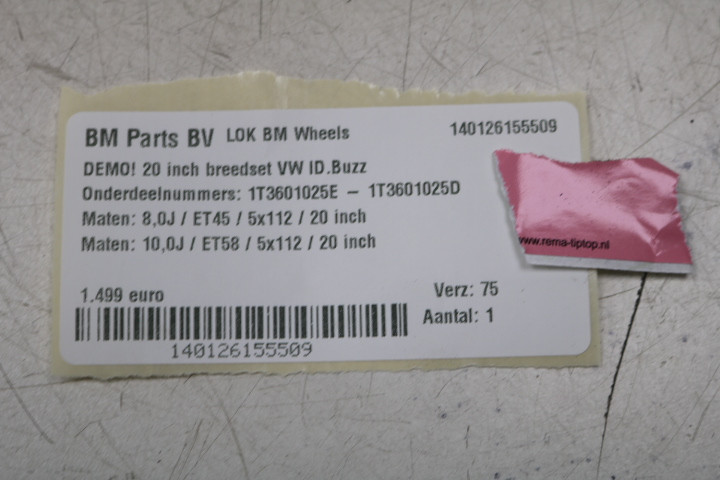 BM Parts BV LOK BM Wheels 140126155509
DEMO! 20 inch breedset VW ID.Buzz
Onderdeelnummers: 1T3601025E – 1T3601025D
Maten: 8,0J / ET45 / 5x112 / 20 inch
Maten: 10,0J / ET58 / 5x112 / 20 inch
www.rema-tiptop.nl
1.499 euro Verz: 75
Aantal: 1
140126155509